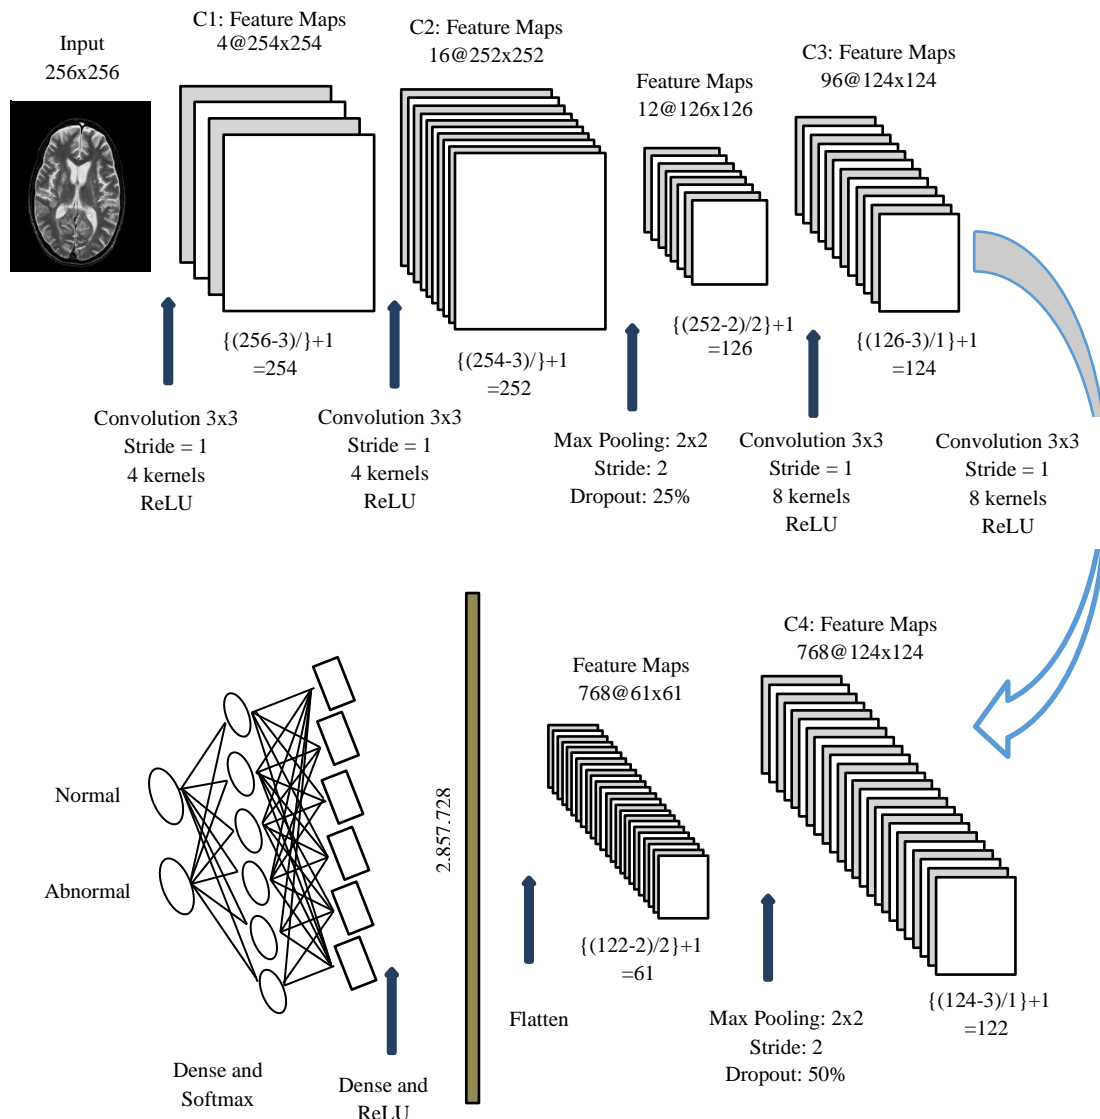 Input
256x256
C1: Feature Maps
4@254x254
C2: Feature Maps
16@252x252
Feature Maps
12@126x126
C3: Feature Maps
96@124x124
{(256-3)/}+1
=254
{(254-3)/}+1
=252
{(252-2)/2}+1
=126
{(126-3)/1}+1
=124
Convolution 3x3
Stride = 1
4 kernels
ReLU
Convolution 3x3
Stride = 1
4 kernels
ReLU
Max Pooling: 2x2
Stride: 2
Dropout: 25%
Convolution 3x3
Stride = 1
8 kernels
ReLU
Convolution 3x3
Stride = 1
8 kernels
ReLU
C4: Feature Maps
768@124x124
{(124-3)/1}+1
=122
Max Pooling: 2x2
Stride: 2
Dropout: 50%
Feature Maps
768@61x61
{(122-2)/2}+1
=61
Flatten
2.857.728
Dense and
ReLU
Dense and
Softmax
Normal
Abnormal